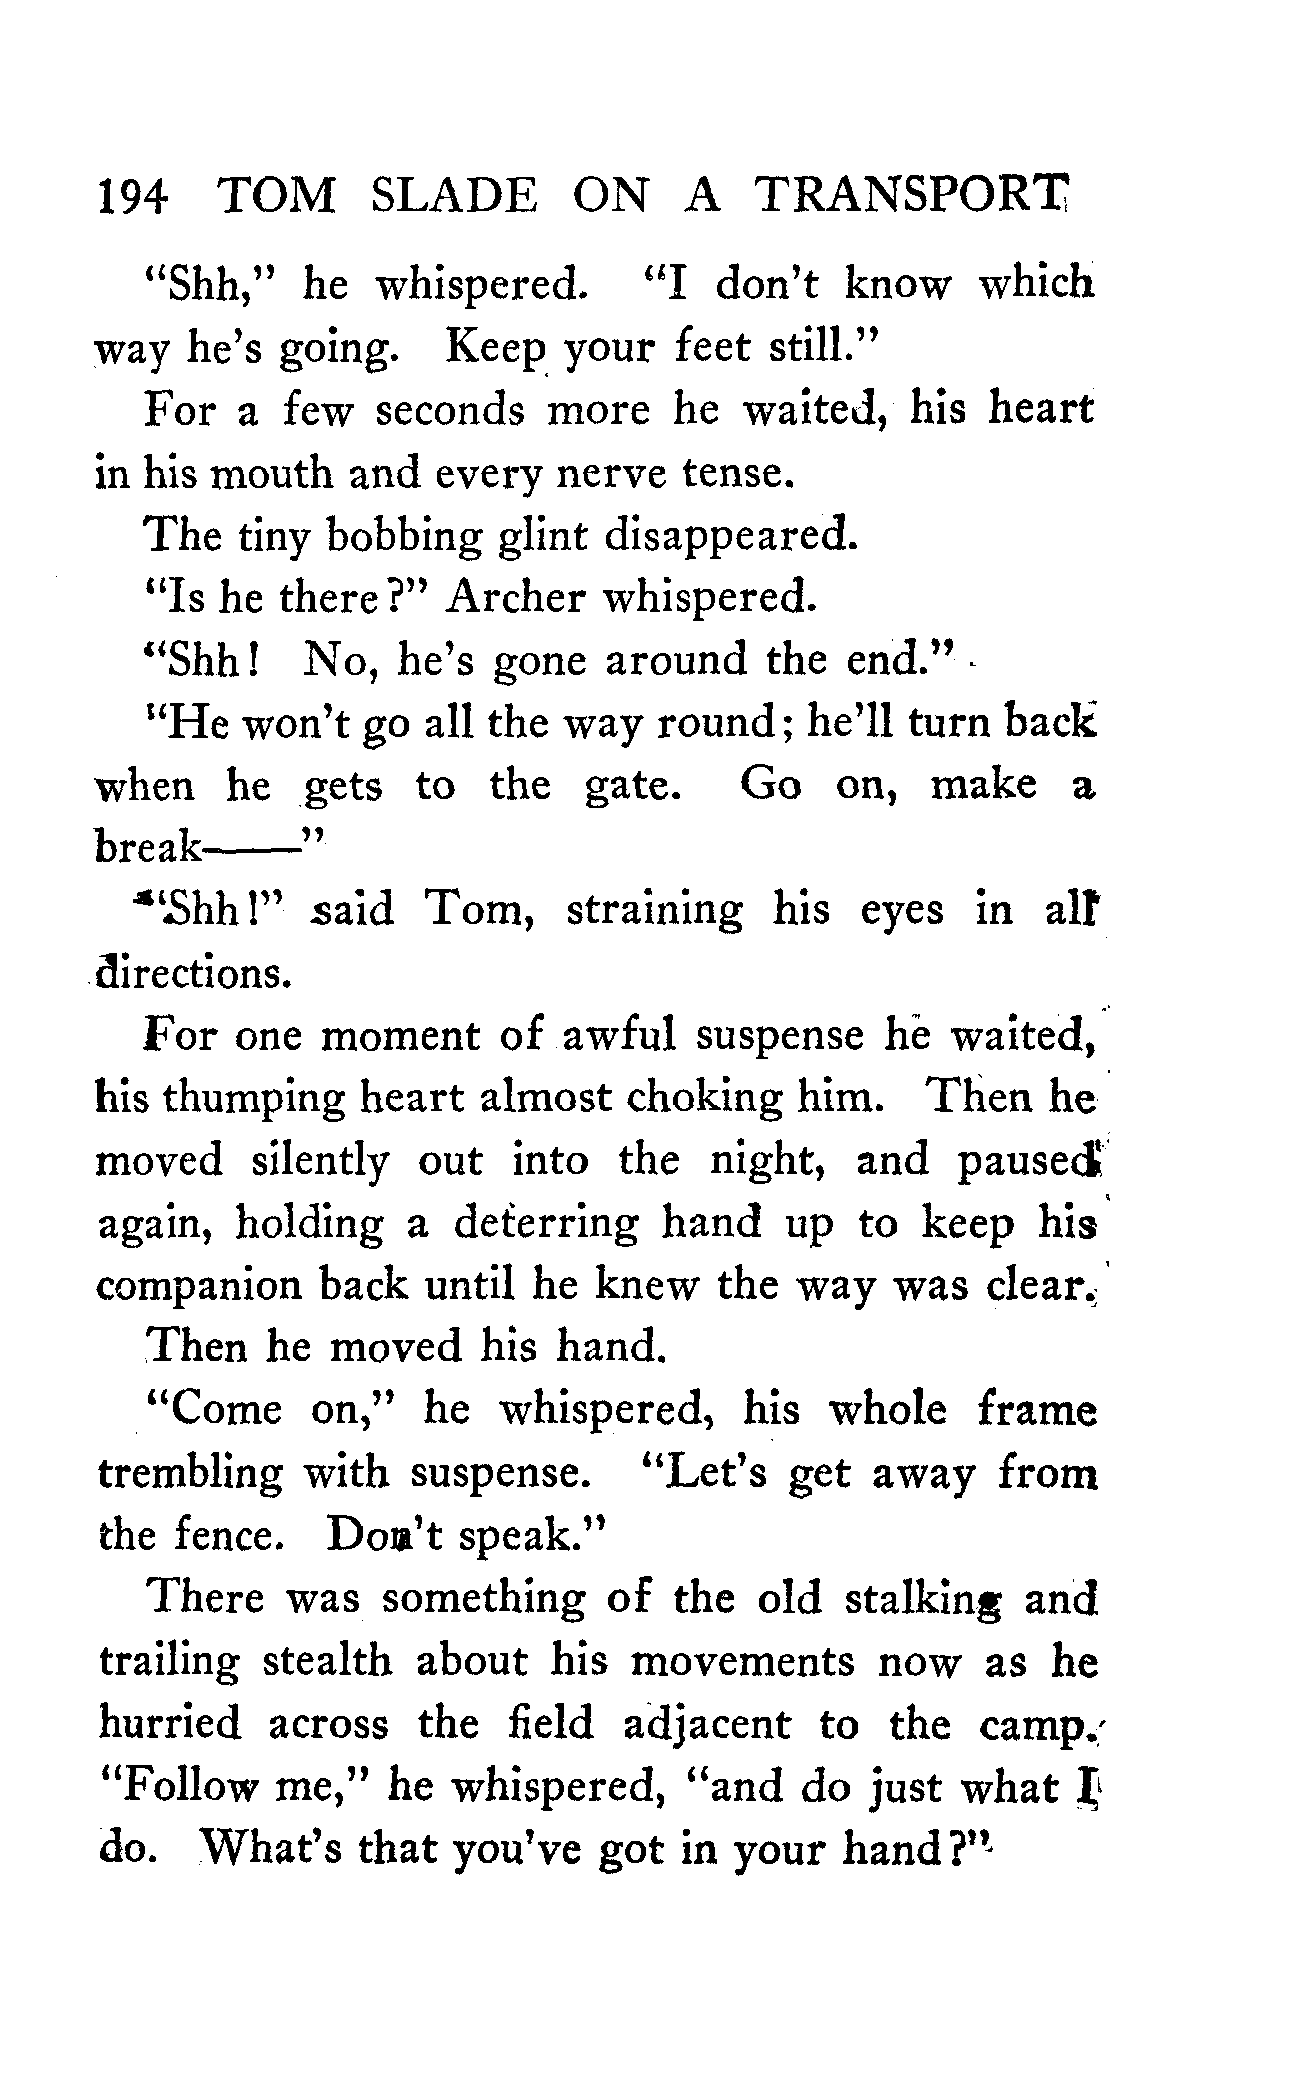 194 TOM SLADE ON A TRANSPORT
"Shh," he whispered. "I don't know which
way he's going. Keep your feet still."
For a few seconds more he waited, his heart
in his mouth and every nerve tense.
The tiny bobbing glint disappeared.
"Is he there?" Archer whispered.
"Shh! No, he's gone around the end."
"He won't go all the way round; he'll turn back
when he gets to the gate. Go on, make a
break——"
"Shh!" said Tom, straining his eyes in all
directions.
For one moment of awful suspense he waited,
his thumping heart almost choking him. Then he
moved silently out into the night, and paused
again, holding a deterring hand up to keep his
companion back until he knew the way was clear.
Then he moved his hand.
"Come on," he whispered, his whole frame
trembling with suspense. "Let's get away from
the fence. Don't speak."
There was something of the old stalking and
trailing stealth about his movements now as he
hurried across the field adjacent to the camp.
"Follow me," he whispered, "and do just what I
do. What's that you've got in your hand?"